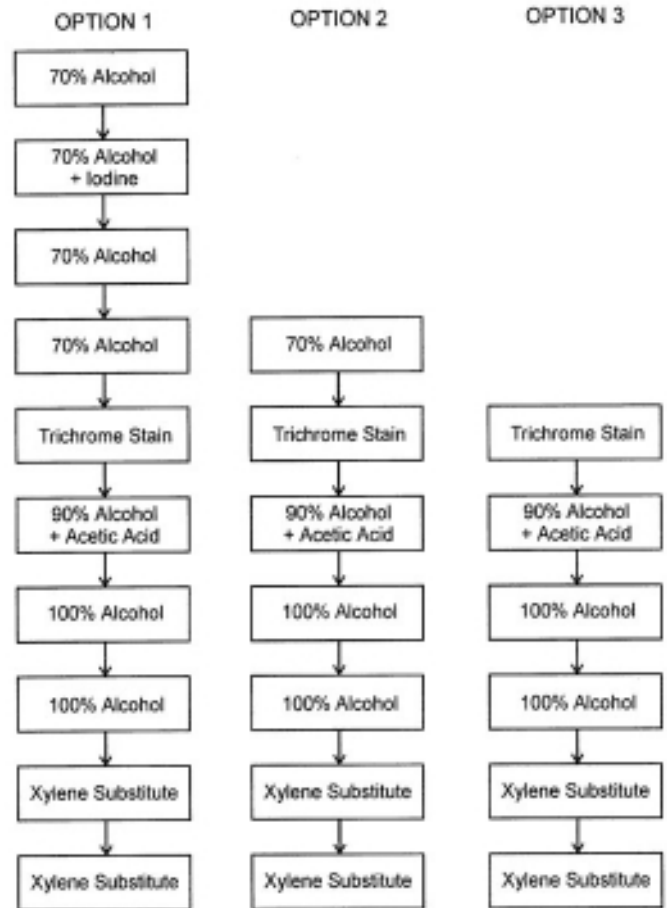 OPTION 1
70% Alcohol
70% Alcohol
+ Iodine
70% Alcohol
70% Alcohol
Trichrome Stain
90% Alcohol
+ Acetic Acid
100% Alcohol
100% Alcohol
Xylene Substitute
Xylene Substitute
OPTION 2
70% Alcohol
Trichrome Stain
90% Alcohol
+ Acetic Acid
100% Alcohol
100% Alcohol
Xylene Substitute
Xylene Substitute
OPTION 3
Trichrome Stain
90% Alcohol
+ Acetic Acid
100% Alcohol
100% Alcohol
Xylene Substitute
Xylene Substitute